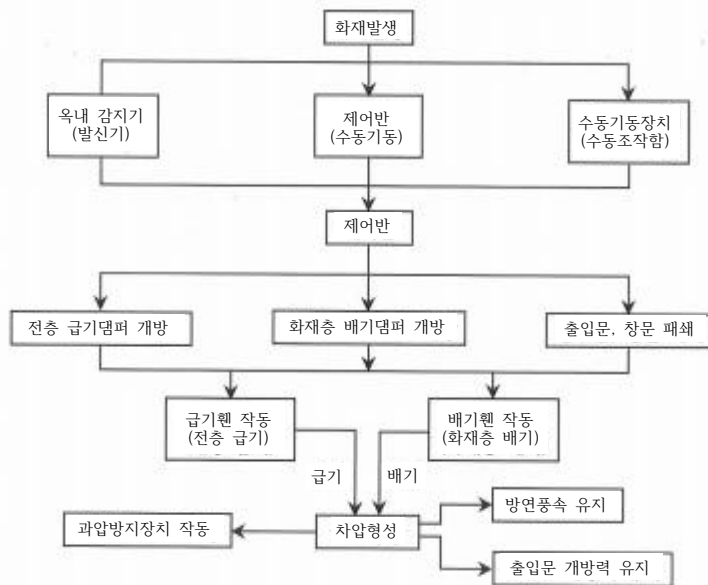 화재발생
옥내 감지기
(발신기)
제어반
(수동기동)
수동기동장치
(수동조작함)
제어반
전층 급기댐퍼 개방
화재층 배기댐퍼 개방
출입문, 창문 패쇄
급기휀 작동
(전층 급기)
배기휀 작동
(화재층 배기)
급기
배기
방연풍속 유지
과압방지장치 작동
차압형성
출입문 개방력 유지